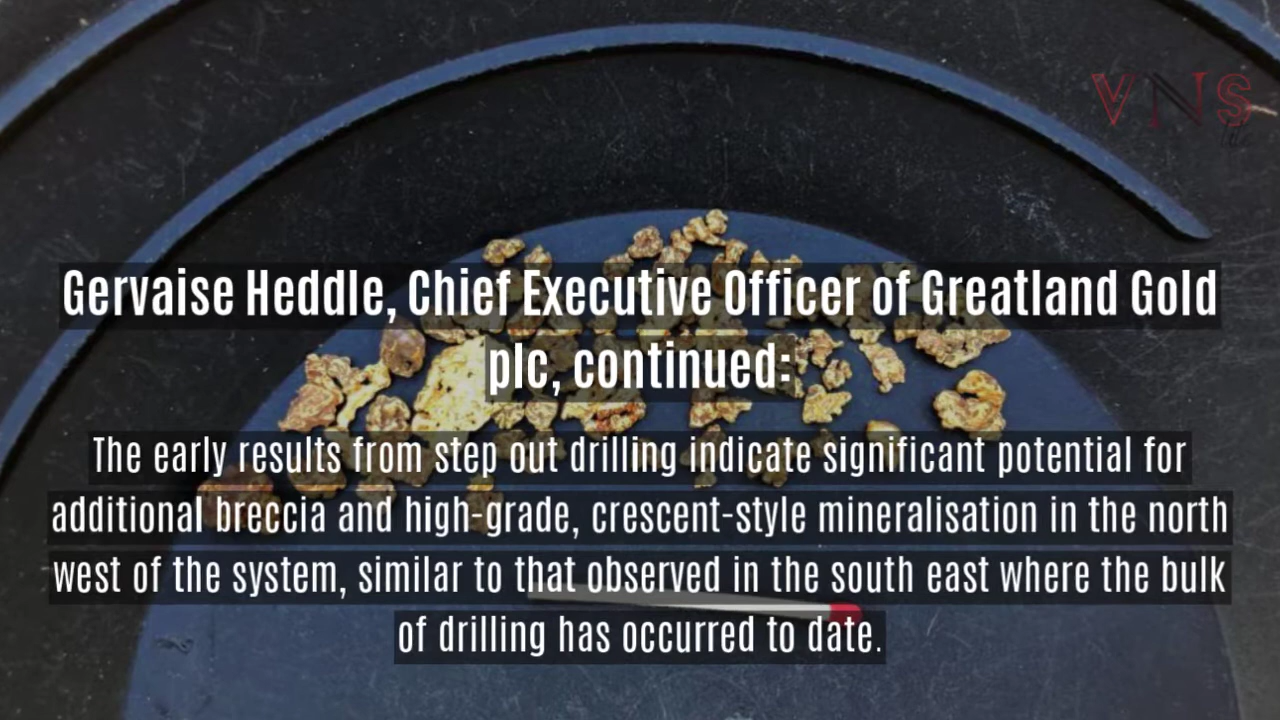 VNS
Gervaise Heddle, Chief Executive Officer of Greatland Gold
plc, continued:
The early results from step out drilling indicate significant potential for
additional breccia and high-grade, crescent-style mineralisation in the north
west of the system, similar to that observed in the south east where the bulk
of drilling has occurred to date.